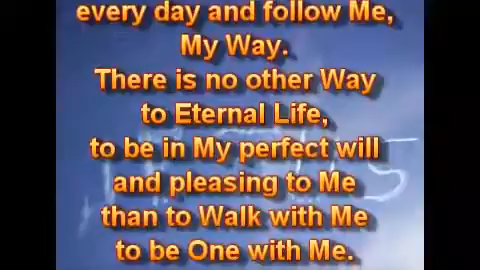 every day and follow Me,
My Way.
There is no other Way
to Eternal Life,
to be in My perfect will
and pleasing to Me
than to Walk with Me
to be One with Me.